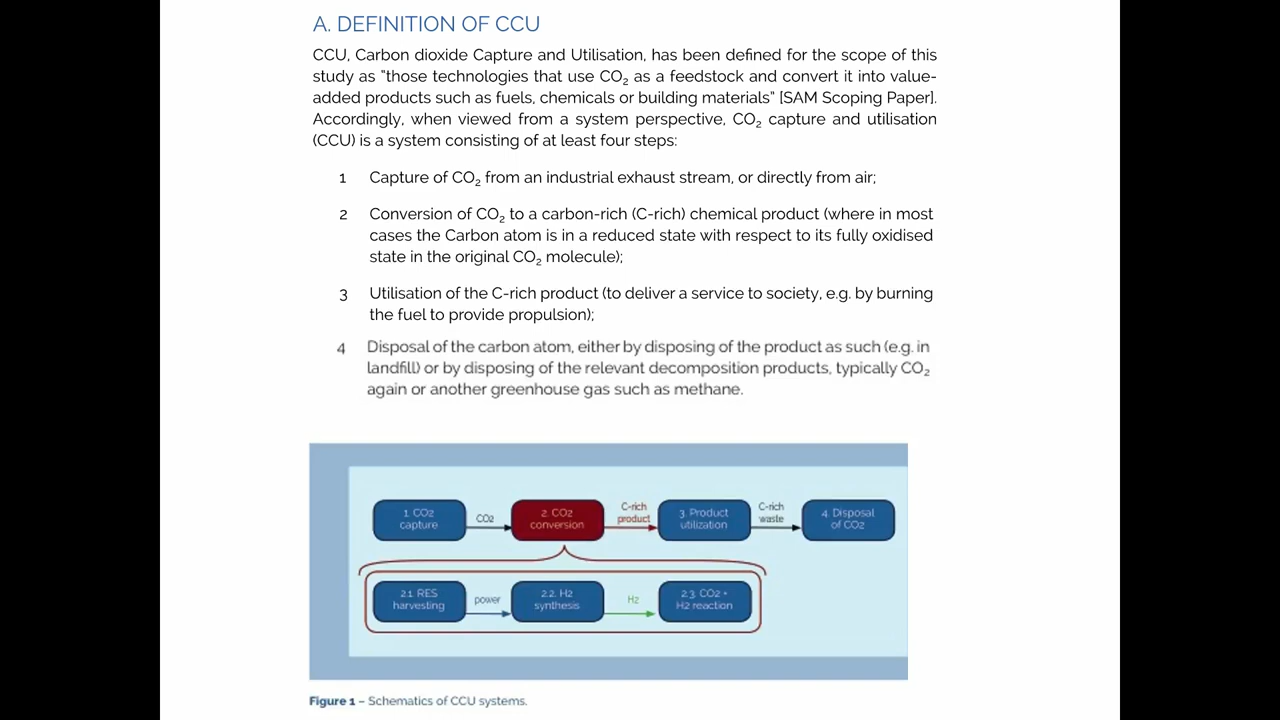 A. DEFINITION OF CCU
CCU, Carbon dioxide Capture and Utilisation, has been defined for the scope of this
study as “those technologies that use CO₂ as a feedstock and convert it into value-
added products such as fuels, chemicals or building materials” [SAM Scoping Paper].
Accordingly, when viewed from a system perspective, CO₂ capture and utilisation
(CCU) is a system consisting of at least four steps:
1 Capture of CO₂ from an industrial exhaust stream, or directly from air;
2 Conversion of CO₂ to a carbon-rich (C-rich) chemical product (where in most
cases the Carbon atom is in a reduced state with respect to its fully oxidised
state in the original CO₂ molecule);
3 Utilisation of the C-rich product (to deliver a service to society, e.g. by burning
the fuel to provide propulsion);
4 Disposal of the carbon atom, either by disposing of the product as such (e.g. in
landfill) or by disposing of the relevant decomposition products, typically CO₂
again or another greenhouse gas such as methane.
1. CO2
capture
CO2
2. CO2
conversion
C-rich
product
3. Product
utilization
C-rich
waste
4. Disposal
of CO2
2.1. RES
harvesting
power
2.2. H2
synthesis
H2
2.3. CO2 +
H2 reaction
Figure 1 – Schematics of CCU systems.